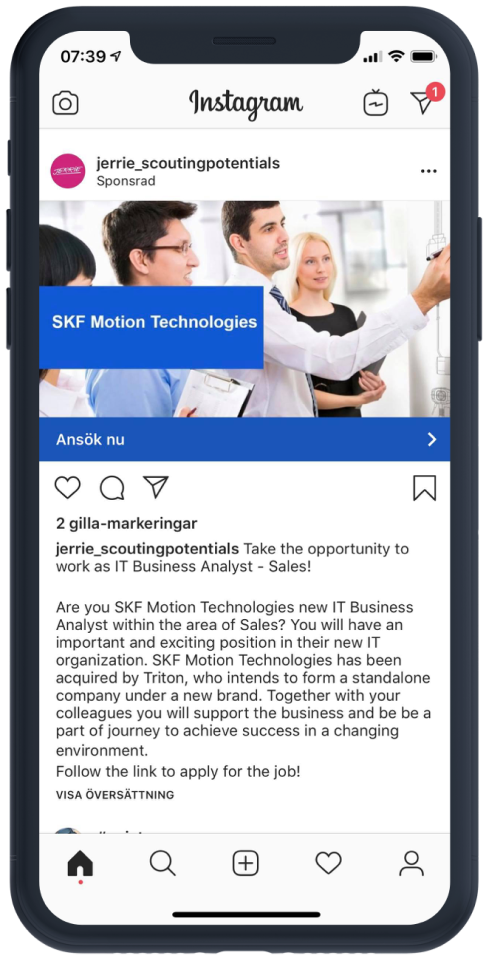 07:39
Instagram
1
jerrie_scoutingpotentials
Sponsrad
SKF Motion Technologies
Ansök nu
2 gilla-markeringar
jerrie_scoutingpotentials Take the opportunity to
work as IT Business Analyst - Sales!
Are you SKF Motion Technologies new IT Business
Analyst within the area of Sales? You will have an
important and exciting position in their new IT
organization. SKF Motion Technologies has been
acquired by Triton, who intends to form a standalone
company under a new brand. Together with your
colleagues you will support the business and be be a
part of journey to achieve success in a changing
environment.
Follow the link to apply for the job!
VISA ÖVERSÄTTNING